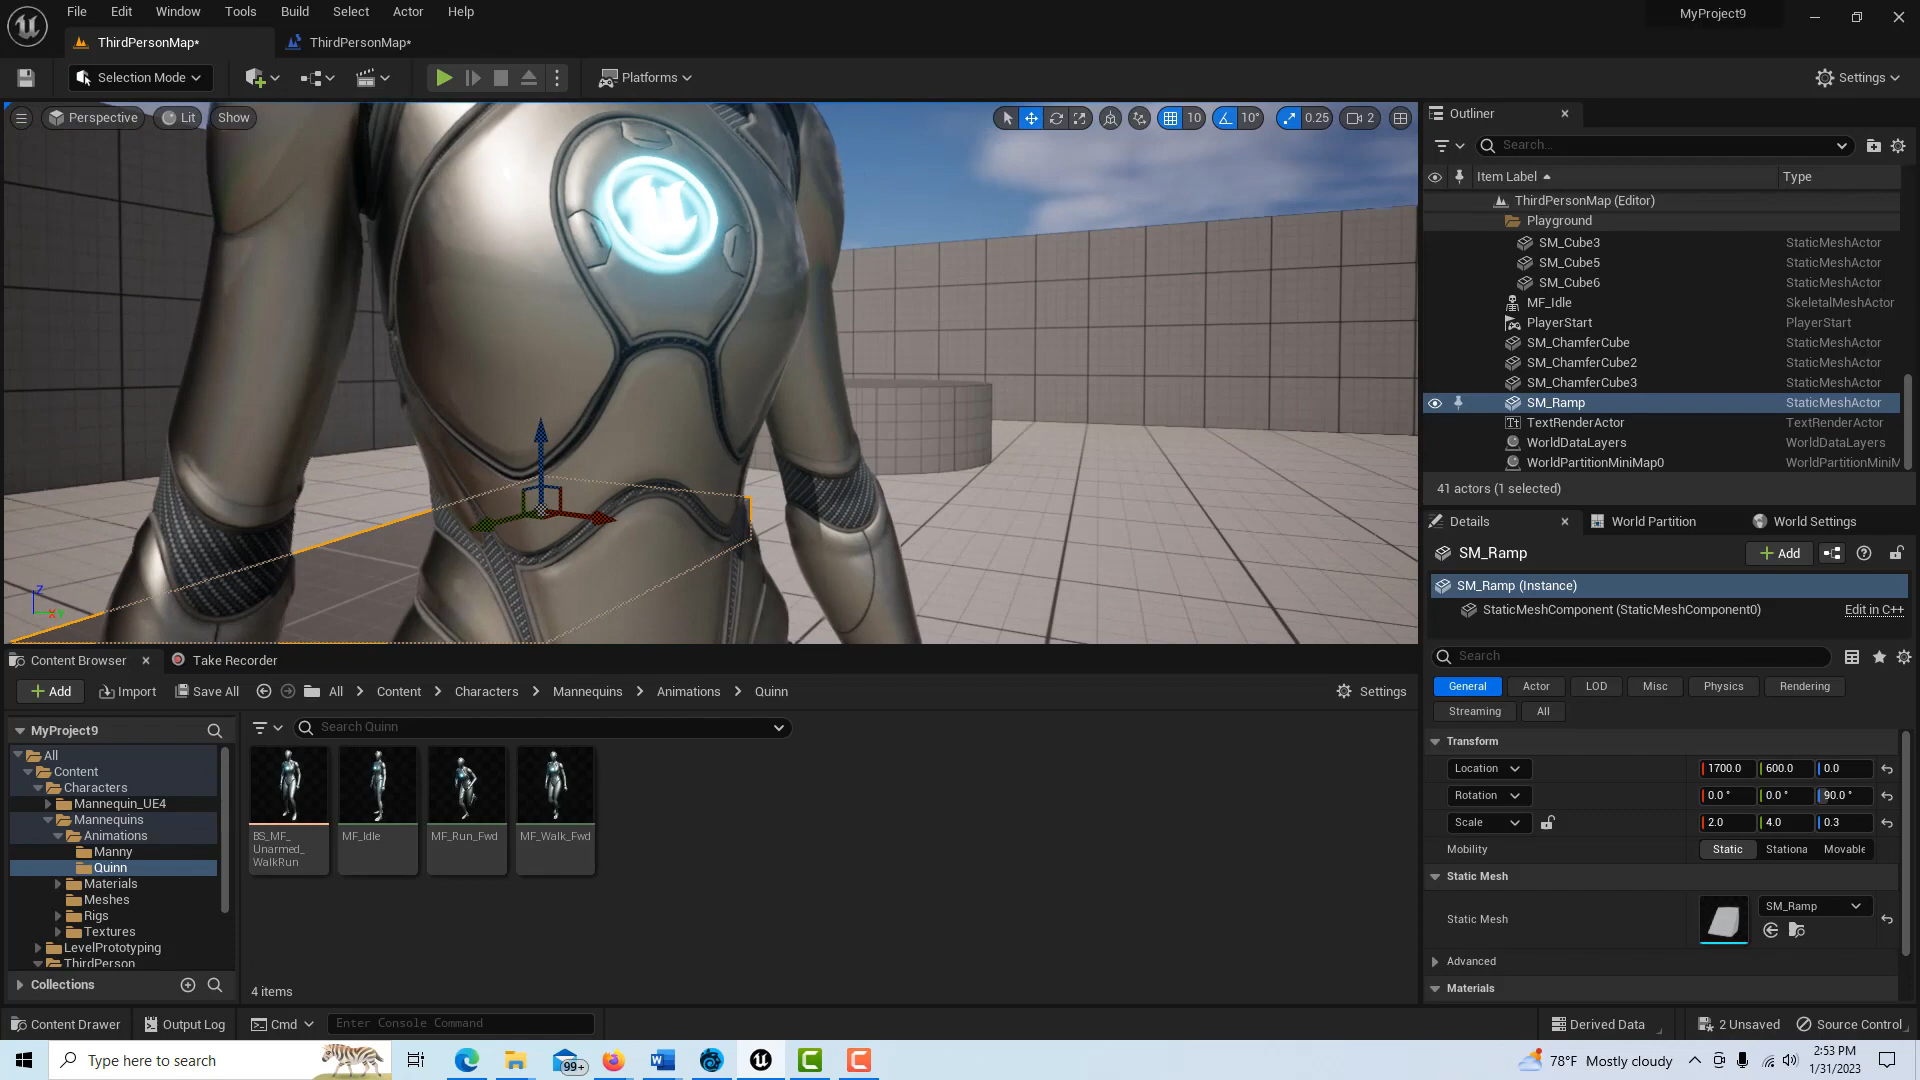 File Edit Window Tools Build Select Actor Help
MyProject9
ThirdPersonMap* ThirdPersonMap*
Selection Mode Platforms Settings
Perspective Lit Show 10 10° 0.25 2
Outliner
Search...
Item Label Type
ThirdPersonMap (Editor)
Playground
SM_Cube3 StaticMeshActor
SM_Cube5 StaticMeshActor
SM_Cube6 StaticMeshActor
MF_Idle SkeletalMeshActor
PlayerStart PlayerStart
SM_ChamferCube StaticMeshActor
SM_ChamferCube2 StaticMeshActor
SM_ChamferCube3 StaticMeshActor
SM_Ramp StaticMeshActor
TextRenderActor TextRenderActor
WorldDataLayers WorldDataLayers
WorldPartitionMiniMap0 WorldPartitionMiniM
41 actors (1 selected)
Details World Partition World Settings
SM_Ramp Add
SM_Ramp (Instance)
StaticMeshComponent (StaticMeshComponent0) Edit in C++
Search
General Actor LOD Misc Physics Rendering
Streaming All
Transform
Location 1700.0 600.0 0.0
Rotation 0.0 ° 0.0 ° 90.0 °
Scale 2.0 4.0 0.3
Mobility Static Stationa Movable
Static Mesh
Static Mesh SM_Ramp
Advanced
Materials
Z
Content Browser Take Recorder
Add Import Save All All Content Characters Mannequins Animations Quinn Settings
MyProject9 Search Quinn
All
Content
Characters
Mannequin_UE4
Mannequins
Animations
Manny
Quinn
Materials
Meshes
Rigs
Textures
LevelPrototyping
ThirdPerson
BS_MF_
Unarmed_
WalkRun
MF_Idle
MF_Run_Fwd
MF_Walk_Fwd
Collections
4 items
Content Drawer Output Log Cmd Enter Console Command Derived Data 2 Unsaved Source Control
Type here to search 99+ 78°F Mostly cloudy 2:53 PM
1/31/2023